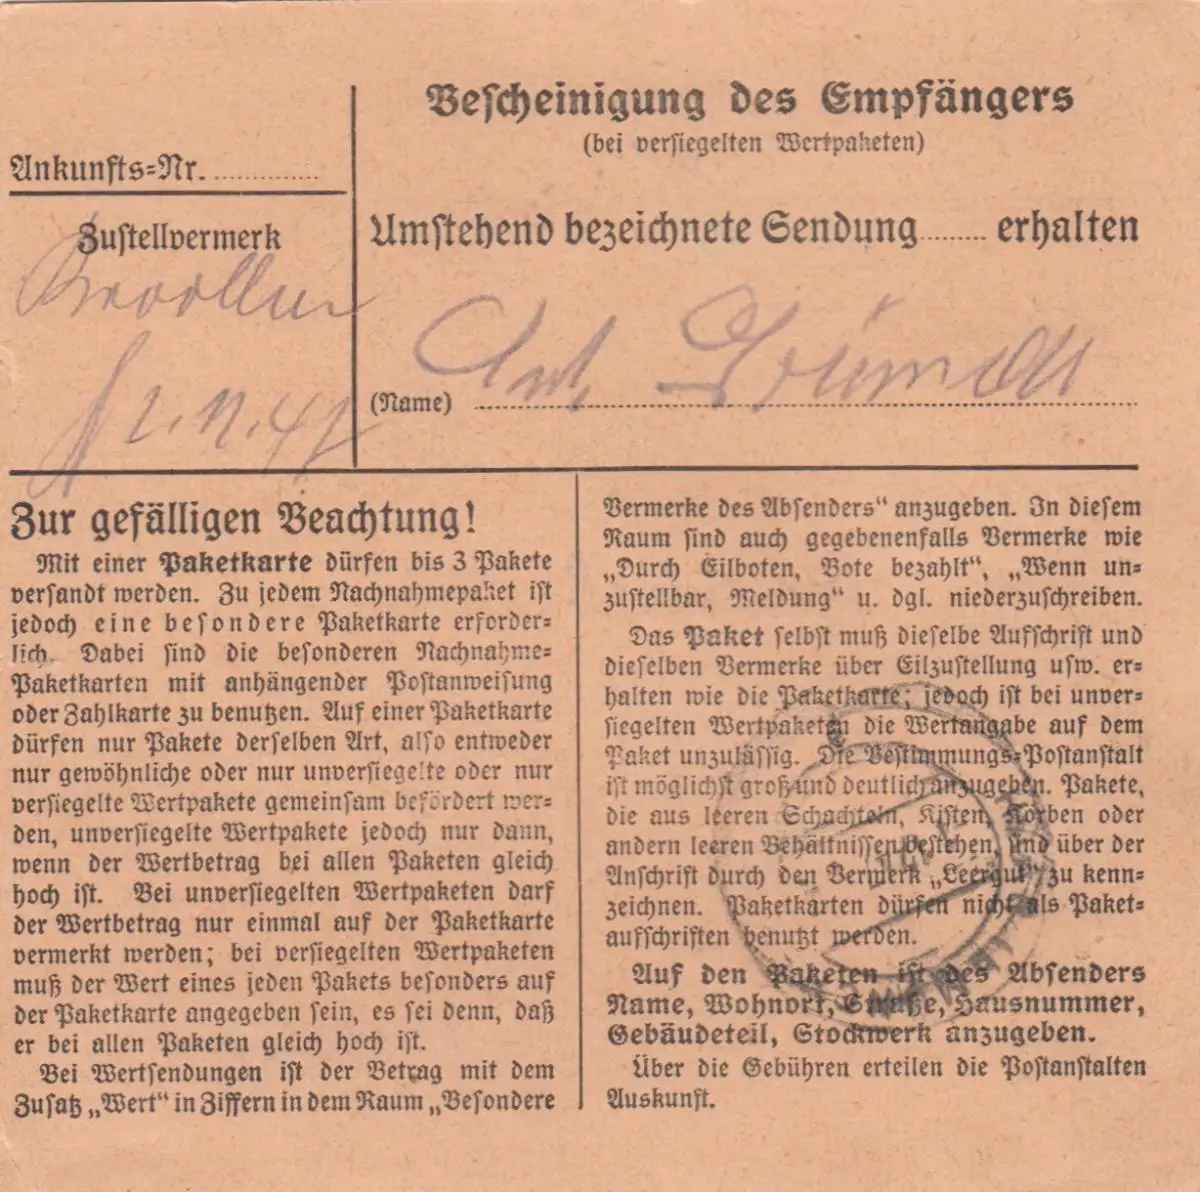 Ankunfts-Nr. ..............
Zustellvermerk
2.11.47
Bescheinigung des Empfängers
(bei versiegelten Wertpaketen)
Umstehend bezeichnete Sendung ........ erhalten
(Name)
Zur gefälligen Beachtung!
Mit einer Paketkarte dürfen bis 3 Pakete
versandt werden. Zu jedem Nachnahmepaket ist
jedoch eine besondere Paketkarte erforder-
lich. Dabei sind die besonderen Nachnahme-
Paketkarten mit anhängender Postanweisung
oder Zahlkarte zu benutzen. Auf einer Paketkarte
dürfen nur Pakete derselben Art, also entweder
nur gewöhnliche oder nur unversiegelte oder nur
versiegelte Wertpakete gemeinsam befördert wer-
den, unversiegelte Wertpakete jedoch nur dann,
wenn der Wertbetrag bei allen Paketen gleich
hoch ist. Bei unversiegelten Wertpaketen darf
der Wertbetrag nur einmal auf der Paketkarte
vermerkt werden; bei versiegelten Wertpaketen
muß der Wert eines jeden Pakets besonders auf
der Paketkarte angegeben sein, es sei denn, daß
er bei allen Paketen gleich hoch ist.
Bei Wertsendungen ist der Betrag mit dem
Zusatz „Wert“ in Ziffern in dem Raum „Besondere
Vermerke des Absenders“ anzugeben. In diesem
Raum sind auch gegebenenfalls Vermerke wie
„Durch Eilboten, Bote bezahlt“, „Wenn un-
zustellbar, Meldung“ u. dgl. niederzuschreiben.
Das Paket selbst muß dieselbe Aufschrift und
dieselben Vermerke über Eilzustellung usw. er-
halten wie die Paketkarte; jedoch ist bei unver-
siegelten Wertpaketen die Wertangabe auf dem
Paket unzulässig. Die Bestimmungs-Postanstalt
ist möglichst groß und deutlich anzugeben. Pakete,
die aus leeren Schachteln, Kisten, Körben oder
andern leeren Behältnissen bestehen, sind über der
Anschrift durch den Vermerk „Leergut“ zu kenn-
zeichnen. Paketkarten dürfen nicht als Paket-
aufschriften benutzt werden.
Auf den Paketen ist des Absenders
Name, Wohnort, Straße, Hausnummer,
Gebäudeteil, Stockwerk anzugeben.
Über die Gebühren erteilen die Postanstalten
Auskunft.